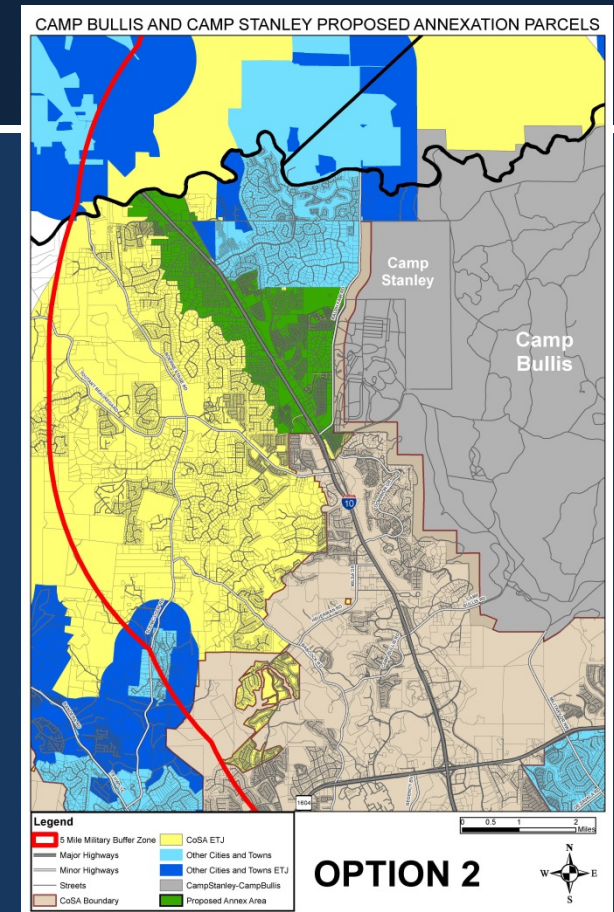 CAMP BULLIS AND CAMP STANLEY PROPOSED ANNEXATION PARCELS
Camp
Stanley
Camp
Bullis
10
1604
Legend
5 Mile Military Buffer Zone
Major Highways
Minor Highways
Streets
CoSA Boundary
CoSA ETJ
Other Cities and Towns
Other Cities and Towns ETJ
CampStanley-CampBullis
Proposed Annex Area
0 0.5 1 2
Miles
OPTION 2
N
W E
S